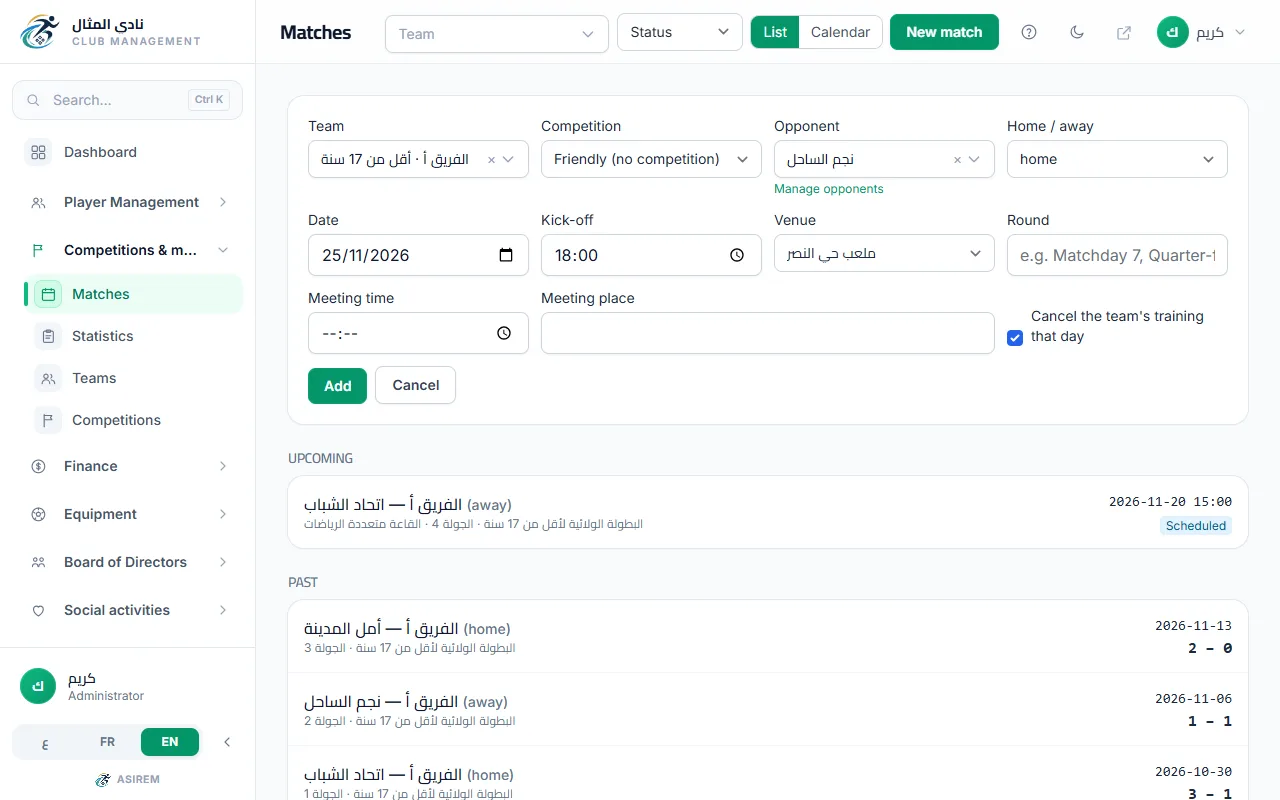 نادي المثال
CLUB MANAGEMENT
Search...
Ctrl K
Dashboard
Player Management
Competitions & m...
Matches
Statistics
Teams
Competitions
Finance
Equipment
Board of Directors
Social activities
ك
كريم
Administrator
ع
FR
EN
ASIREM
Matches
Team
Status
List
Calendar
New match
ك
كريم
Team
Competition
Opponent
Home / away
الفريق أ · أقل من 17 سنة
Friendly (no competition)
نجم الساحل
home
Manage opponents
Date
Kick-off
Venue
Round
25/11/2026
18:00
ملعب حي النصر
e.g. Matchday 7, Quarter-f
Meeting time
Meeting place
--:--
Cancel the team's training
that day
Add
Cancel
UPCOMING
الفريق أ — اتحاد الشباب (away)
2026-11-20 15:00
البطولة الولائية لأقل من 17 سنة · الجولة 4 · القاعة متعددة الرياضات
Scheduled
PAST
الفريق أ — أمل المدينة (home)
2026-11-13
البطولة الولائية لأقل من 17 سنة · الجولة 3
2 – 0
الفريق أ — نجم الساحل (away)
2026-11-06
البطولة الولائية لأقل من 17 سنة · الجولة 2
1 – 1
الفريق أ — اتحاد الشباب (home)
2026-10-30
البطولة الولائية لأقل من 17 سنة · الجولة 1
3 – 1